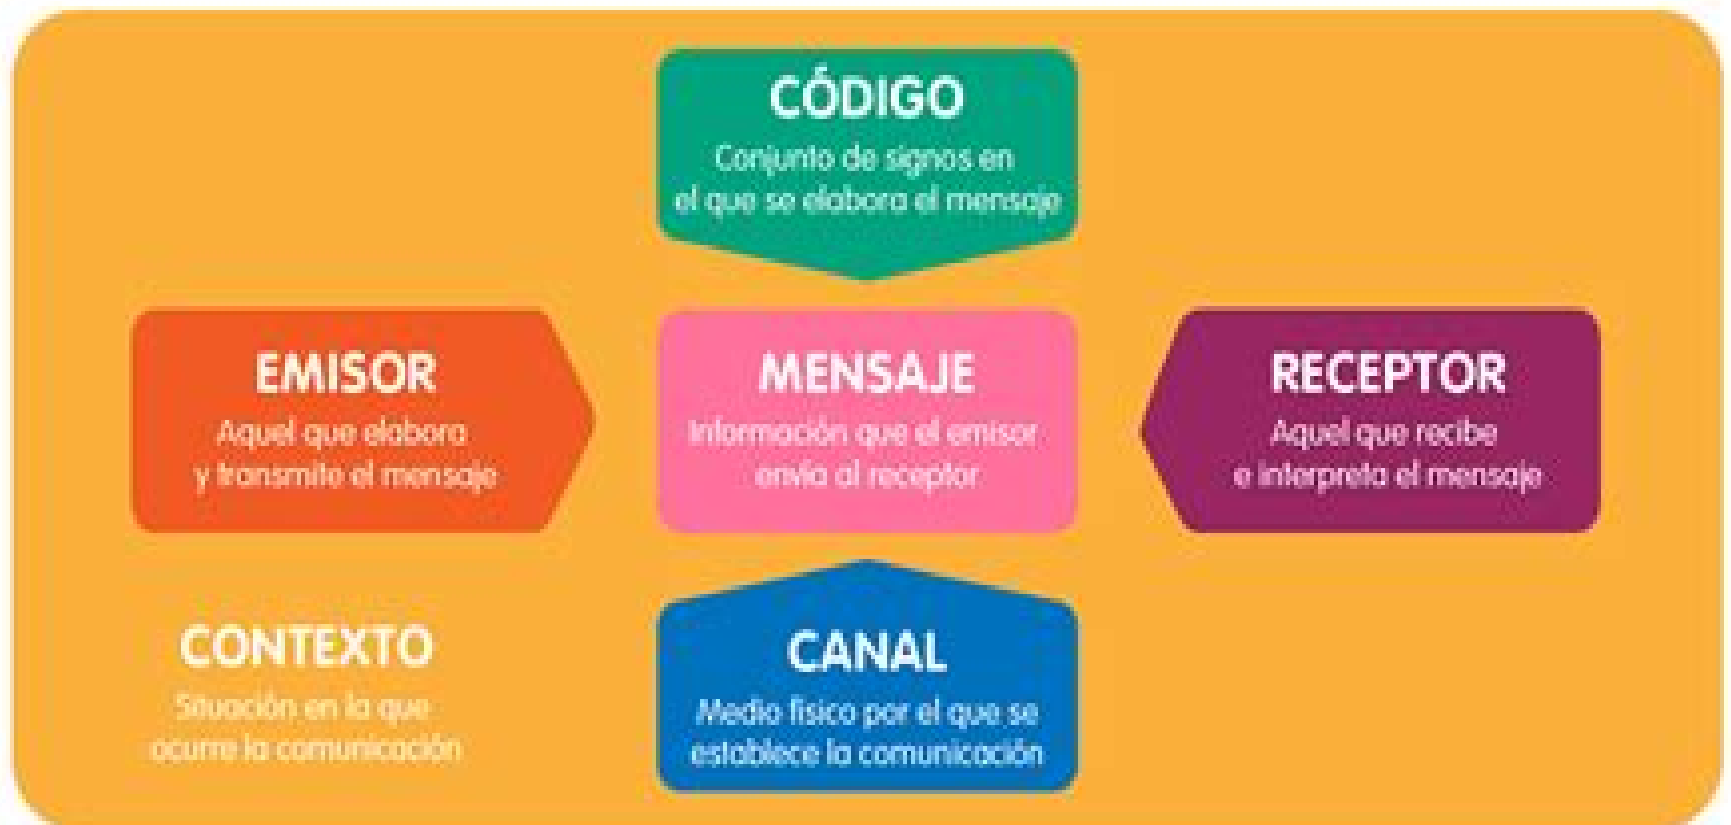 CÓDIGO
Conjunto de signos en
el que se elabora el mensaje
EMISOR
Aquel que elabora
y transmite el mensaje
MENSAJE
Información que el emisor
envía al receptor
RECEPTOR
Aquel que recibe
e interpreta el mensaje
CONTEXTO
Situación en la que
ocurre la comunicación
CANAL
Medio físico por el que se
establece la comunicación